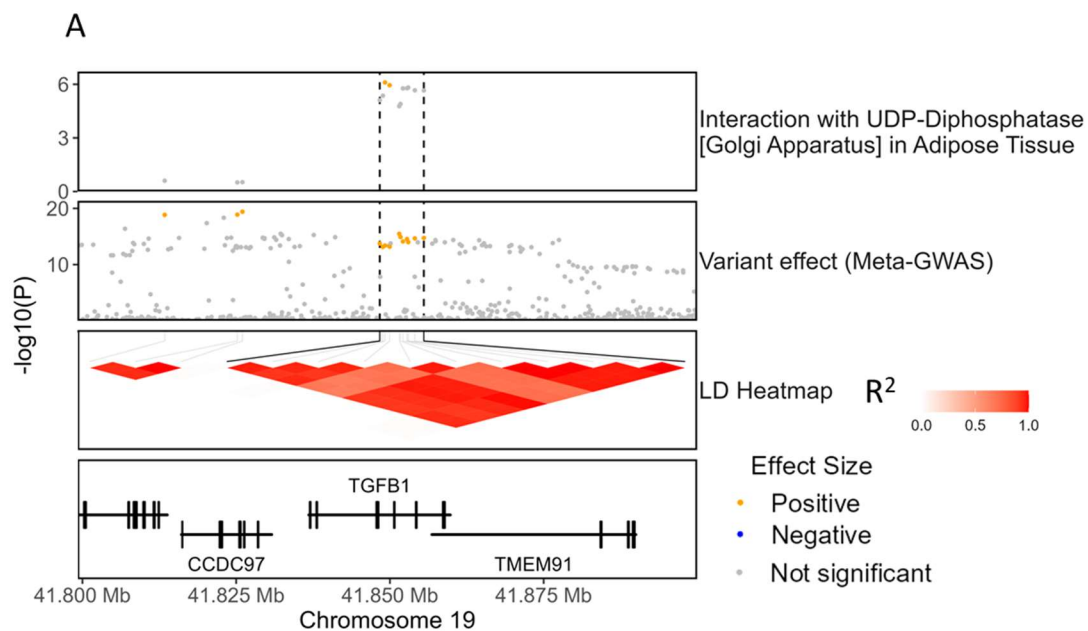 A
6
3
0
Interaction with UDP-Diphosphatase
[Golgi Apparatus] in Adipose Tissue
20
10
Variant effect (Meta-GWAS)
-log10(P)
LD Heatmap
R²
0.0 0.5 1.0
Effect Size
Positive
Negative
Not significant
TGFB1
CCDC97
TMEM91
41.800 Mb 41.825 Mb 41.850 Mb 41.875 Mb
Chromosome 19